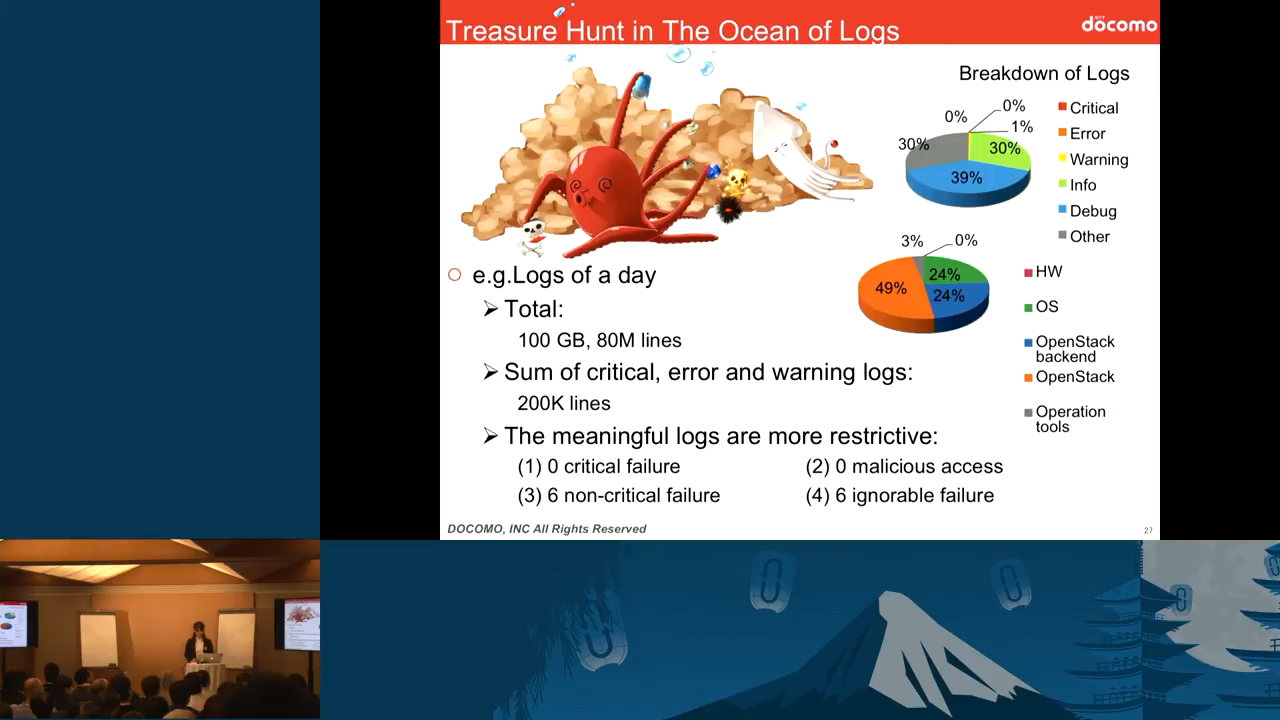 Treasure Hunt in The Ocean of Logs
NTT
döcomo
Breakdown of Logs
0%
0%
1%
30%
30%
39%
Critical
Error
Warning
Info
Debug
Other
3%
0%
24%
49%
24%
HW
OS
OpenStack
backend
OpenStack
Operation
tools
e.g.Logs of a day
Total:
100 GB, 80M lines
Sum of critical, error and warning logs:
200K lines
The meaningful logs are more restrictive:
(1) 0 critical failure
(2) 0 malicious access
(3) 6 non-critical failure
(4) 6 ignorable failure
DOCOMO, INC All Rights Reserved
27